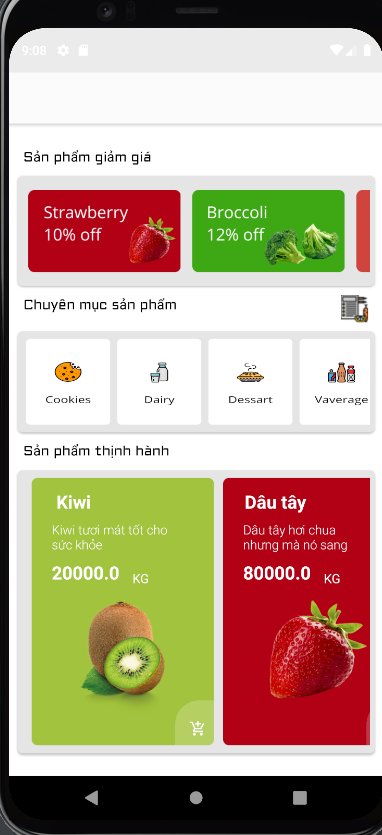 9:08
Sản phẩm giảm giá
Strawberry
10% off
Broccoli
12% off
Chuyên mục sản phẩm
Cookies
Dairy
Dessart
Vaverage
Sản phẩm thịnh hành
Kiwi
Kiwi tươi mát tốt cho
sức khỏe
20000.0 KG
Dâu tây
Dâu tây hơi chua
nhưng mà nó sang
80000.0 KG